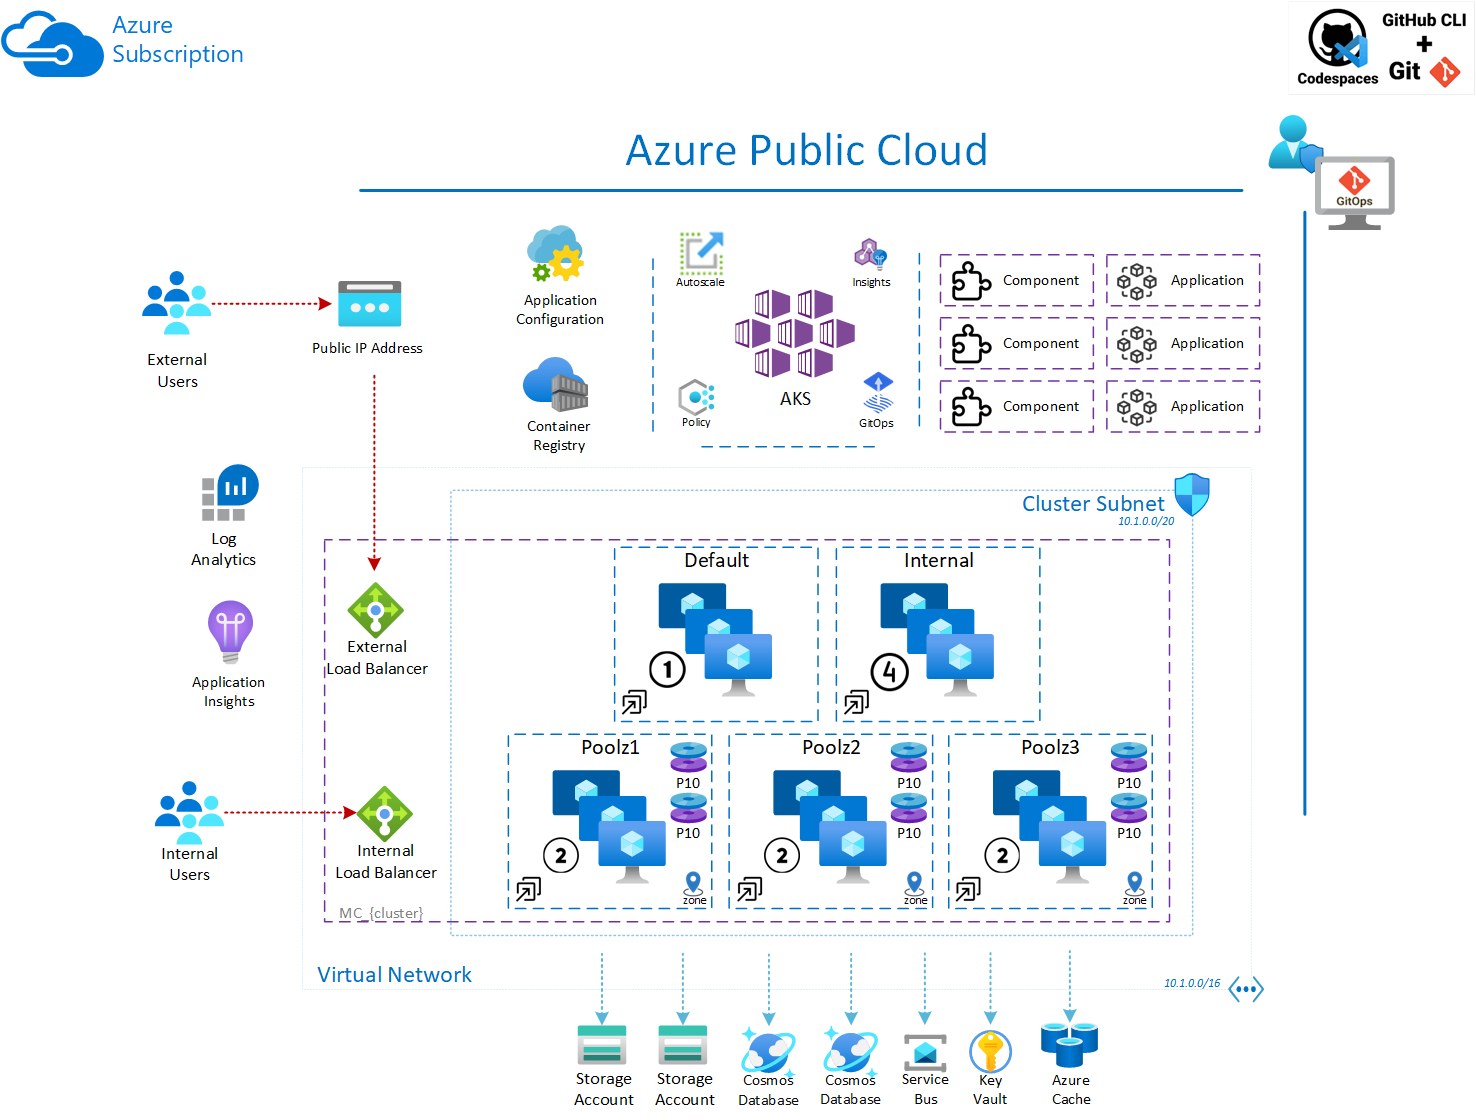 Azure
Subscription
GitHub CLI
+
Codespaces
Git
Azure Public Cloud
GitOps
Application
Configuration
Autoscale
Insights
Component
Application
External
Users
Public IP Address
Component
Application
Container
Registry
Policy
AKS
GitOps
Component
Application
Log
Analytics
Cluster Subnet
10.1.0.0/20
Default
Internal
Application
Insights
External
Load Balancer
1
4
Poolz1
P10
P10
2
zone
Poolz2
P10
P10
2
zone
Poolz3
P10
P10
2
zone
Internal
Users
Internal
Load Balancer
MC_{cluster}
Virtual Network
10.1.0.0/16
Storage
Account
Storage
Account
Cosmos
Database
Cosmos
Database
Service
Bus
Key
Vault
Azure
Cache